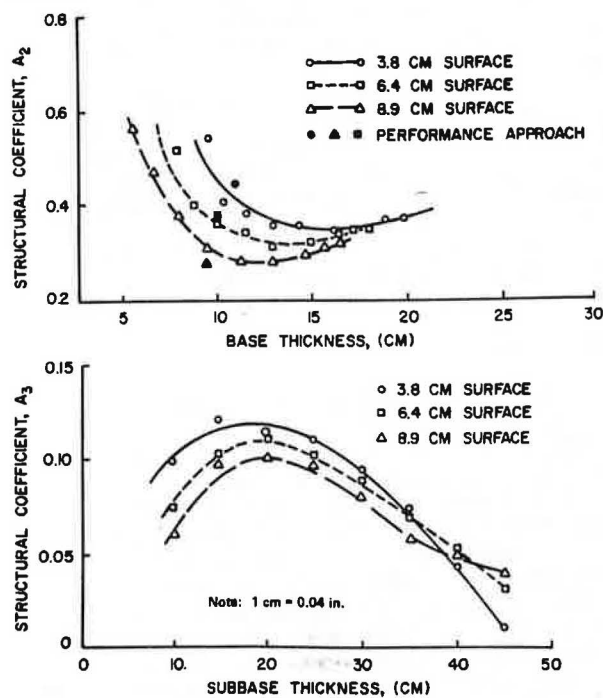 STRUCTURAL COEFFICIENT, A2
0.8
0.6
0.4
0.2
3.8 CM SURFACE
6.4 CM SURFACE
8.9 CM SURFACE
PERFORMANCE APPROACH
5 10 15 20 25 30
BASE THICKNESS, (CM)
STRUCTURAL COEFFICIENT, A3
0.15
0.10
0.05
0
3.8 CM SURFACE
6.4 CM SURFACE
8.9 CM SURFACE
Note: 1 cm = 0.04 in.
0 10. 20 30 40 50
SUBBASE THICKNESS, (CM)